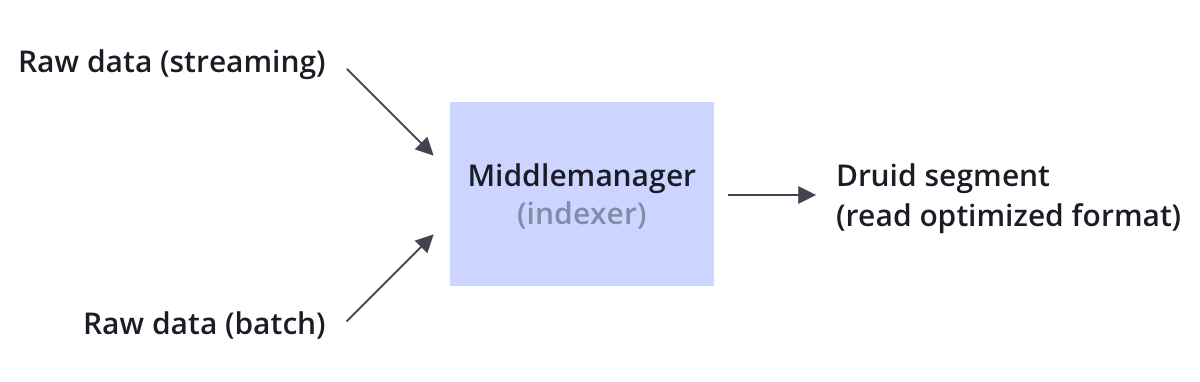 Raw data (streaming)
Middlemanager
(indexer)
Druid segment
(read optimized format)
Raw data (batch)